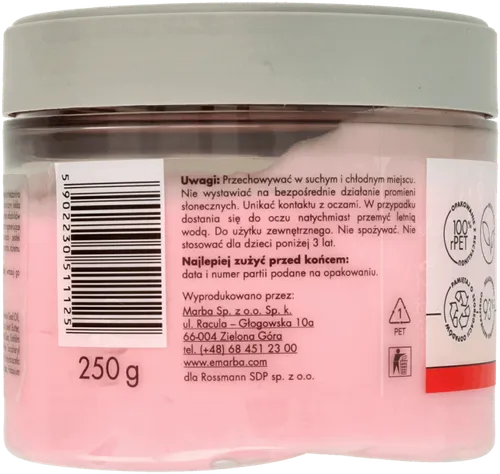 Uwagi: Przechowywać w suchym i chłodnym miejscu.
Nie wystawiać na bezpośrednie działanie promieni
słonecznych. Unikać kontaktu z oczami. W przypadku
dostania się do oczu natychmiast przemyć letnią
wodą. Do użytku zewnętrznego. Nie spożywać. Nie
stosować dla dzieci poniżej 3 lat.
Najlepiej zużyć przed końcem:
data i numer partii podane na opakowaniu.
Wyprodukowano przez:
Marba Sp. z o.o. Sp. k.
ul. Racula – Głogowska 10a
66-004 Zielona Góra
tel. (+48) 68 451 23 00
www.emarba.com
dla Rossmann SDP sp. z o.o.
5902230511125
250 g
1
PET
100%
rPET